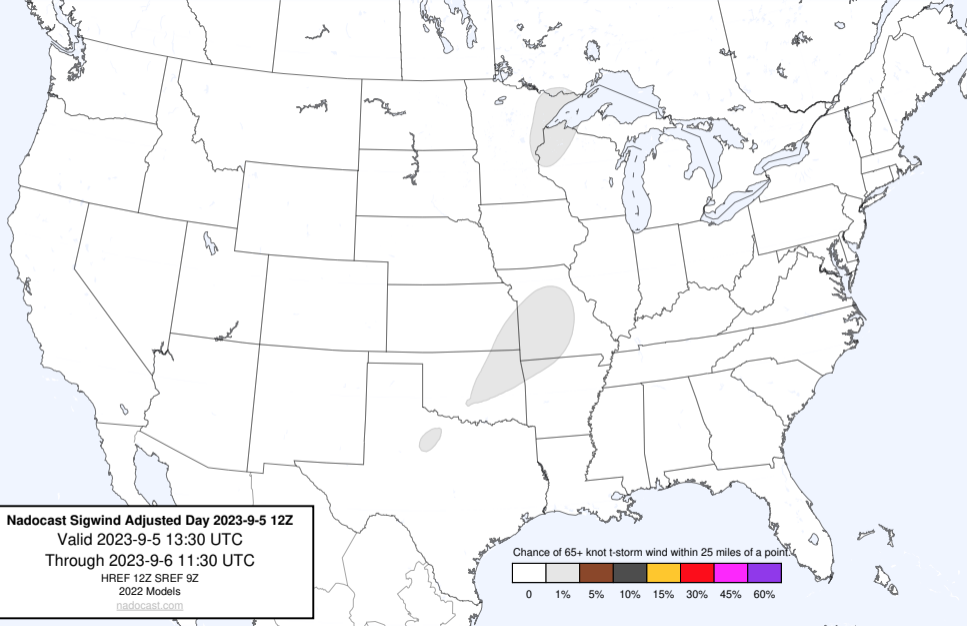 Nadocast Sigwind Adjusted Day 2023-9-5 12Z
Valid 2023-9-5 13:30 UTC
Through 2023-9-6 11:30 UTC
HREF 12Z SREF 9Z
2022 Models
nadocast.com
Chance of 65+ knot t-storm wind within 25 miles of a point.
0 1% 5% 10% 15% 30% 45% 60%